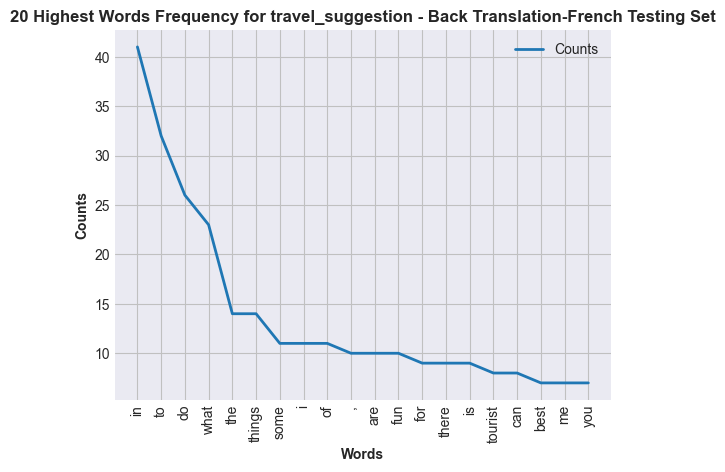 20 Highest Words Frequency for travel_suggestion - Back Translation-French Testing Set
Counts
40
35
30
25
20
15
10
Counts
in
to
do
what
the
things
some
i
of
,
are
fun
for
there
is
tourist
can
best
me
you
Words